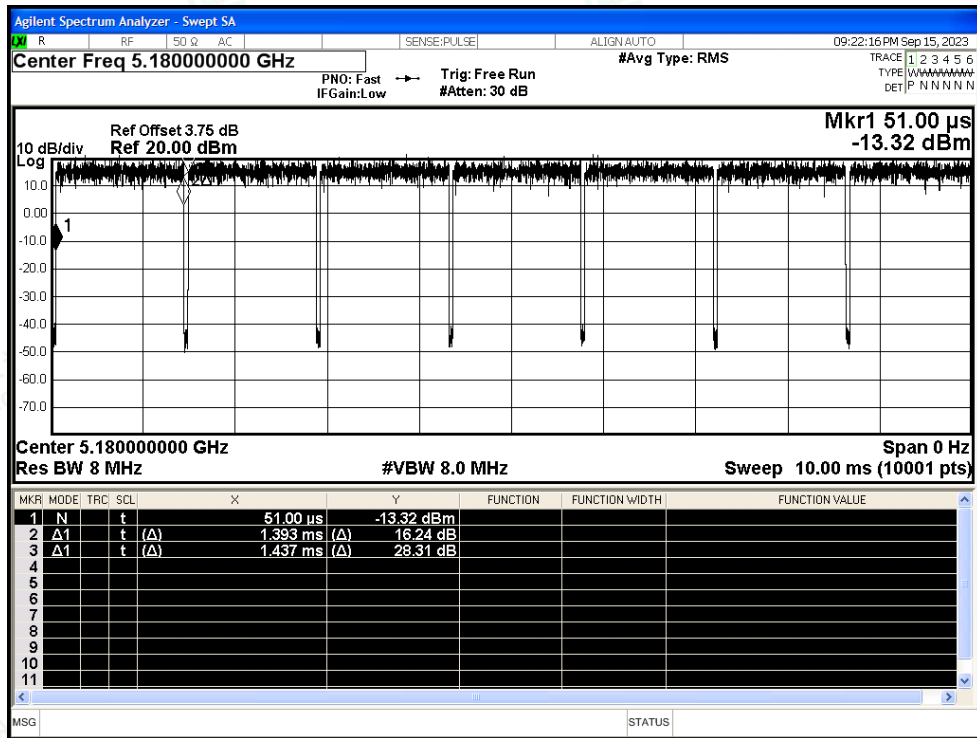 Agilent Spectrum Analyzer - Swept SA
LXI R RF 50 Ω AC SENSE:PULSE ALIGN AUTO 09:22:16 PM Sep 15, 2023
Center Freq 5.180000000 GHz
PNO: Fast
IFGain:Low
Trig: Free Run
#Atten: 30 dB
#Avg Type: RMS
TRACE 1 2 3 4 5 6
TYPE W
DET P N N N N N
Mkr1 51.00 µs
-13.32 dBm
Ref Offset 3.75 dB
10 dB/div Ref 20.00 dBm
Log
10.0
0.00
1
-10.0
-20.0
-30.0
-40.0
-50.0
-60.0
-70.0
Center 5.180000000 GHz Span 0 Hz
Res BW 8 MHz #VBW 8.0 MHz Sweep 10.00 ms (10001 pts)
MKR MODE TRC SCL X Y FUNCTION FUNCTION WIDTH FUNCTION VALUE
1 N t 51.00 µs -13.32 dBm
2 Δ1 t (Δ) 1.393 ms (Δ) 16.24 dB
3 Δ1 t (Δ) 1.437 ms (Δ) 28.31 dB
4
5
6
7
8
9
10
11
MSG STATUS